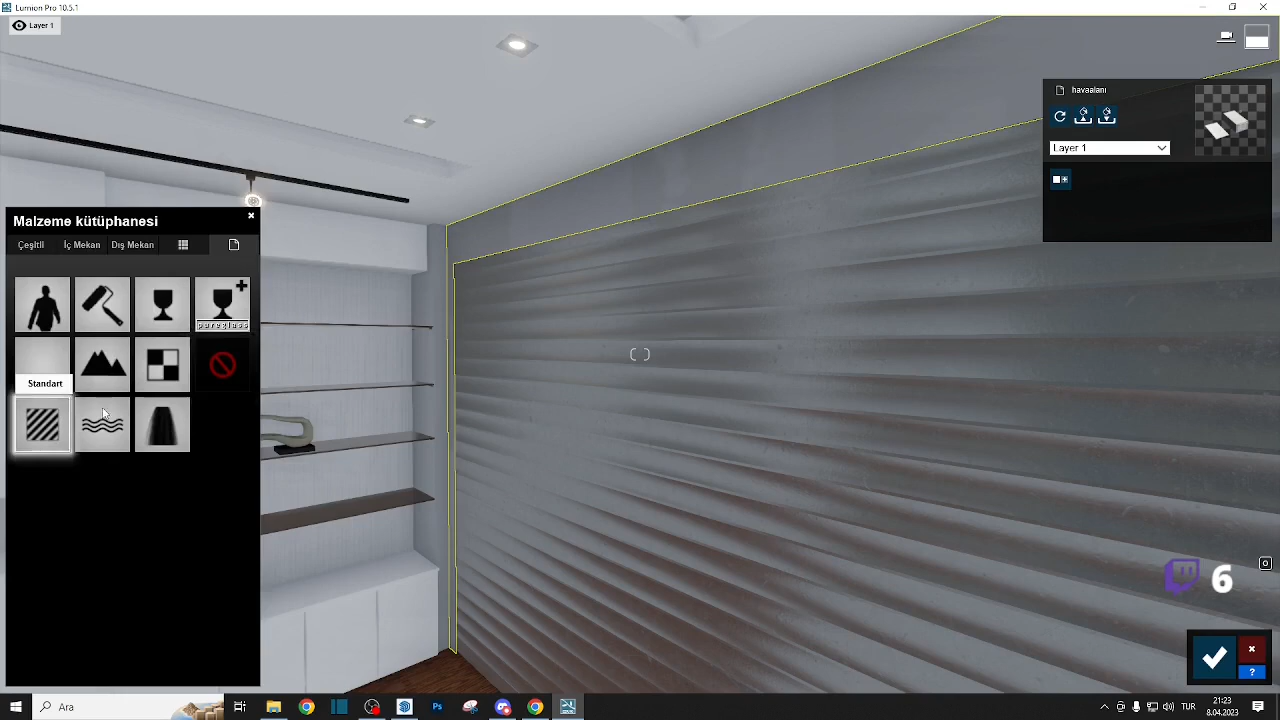 Lumion Pro 10.5.1
Layer 1
havaalanı
Layer 1
Malzeme kütüphanesi
Çeşitli
İç Mekan
Dış Mekan
pureglass
Standart
6
?
Ara
Ps
TUR
21:23
8.04.2023